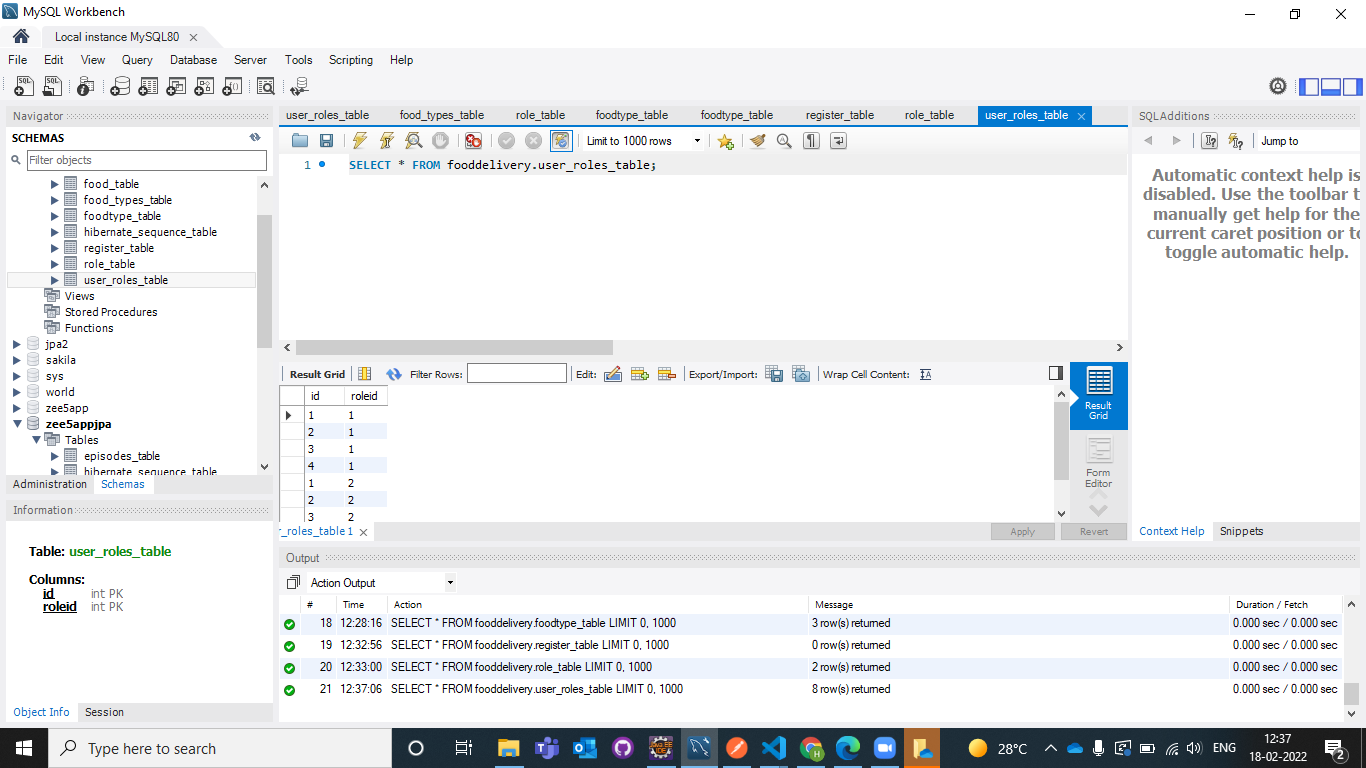 MySQL Workbench
Local instance MySQL80
File Edit View Query Database Server Tools Scripting Help
Navigator
SCHEMAS
Filter objects
food_table
food_types_table
foodtype_table
hibernate_sequence_table
register_table
role_table
user_roles_table
Views
Stored Procedures
Functions
jpa2
sakila
sys
world
zee5app
zee5appjpa
Tables
episodes_table
hibernate_sequence_table
Administration Schemas
Information
Table: user_roles_table
Columns:
id int PK
roleid int PK
Object Info Session
user_roles_table food_types_table role_table foodtype_table foodtype_table register_table role_table user_roles_table
Limit to 1000 rows
1 SELECT * FROM fooddelivery.user_roles_table;
Result Grid Filter Rows: Edit: Export/Import: Wrap Cell Content:
id roleid
1 1
2 1
3 1
4 1
1 2
2 2
3 2
Result
Grid
Form
Editor
r_roles_table 1
Apply Revert
SQLAdditions
Jump to
Automatic context help is
disabled. Use the toolbar t
manually get help for the
current caret position or to
toggle automatic help.
Context Help Snippets
Output
Action Output
# Time Action Message Duration / Fetch
18 12:28:16 SELECT * FROM fooddelivery.foodtype_table LIMIT 0, 1000 3 row(s) returned 0.000 sec / 0.000 sec
19 12:32:56 SELECT * FROM fooddelivery.register_table LIMIT 0, 1000 0 row(s) returned 0.000 sec / 0.000 sec
20 12:33:00 SELECT * FROM fooddelivery.role_table LIMIT 0, 1000 2 row(s) returned 0.000 sec / 0.000 sec
21 12:37:06 SELECT * FROM fooddelivery.user_roles_table LIMIT 0, 1000 8 row(s) returned 0.000 sec / 0.000 sec
Type here to search
28°C
ENG
12:37
18-02-2022
2